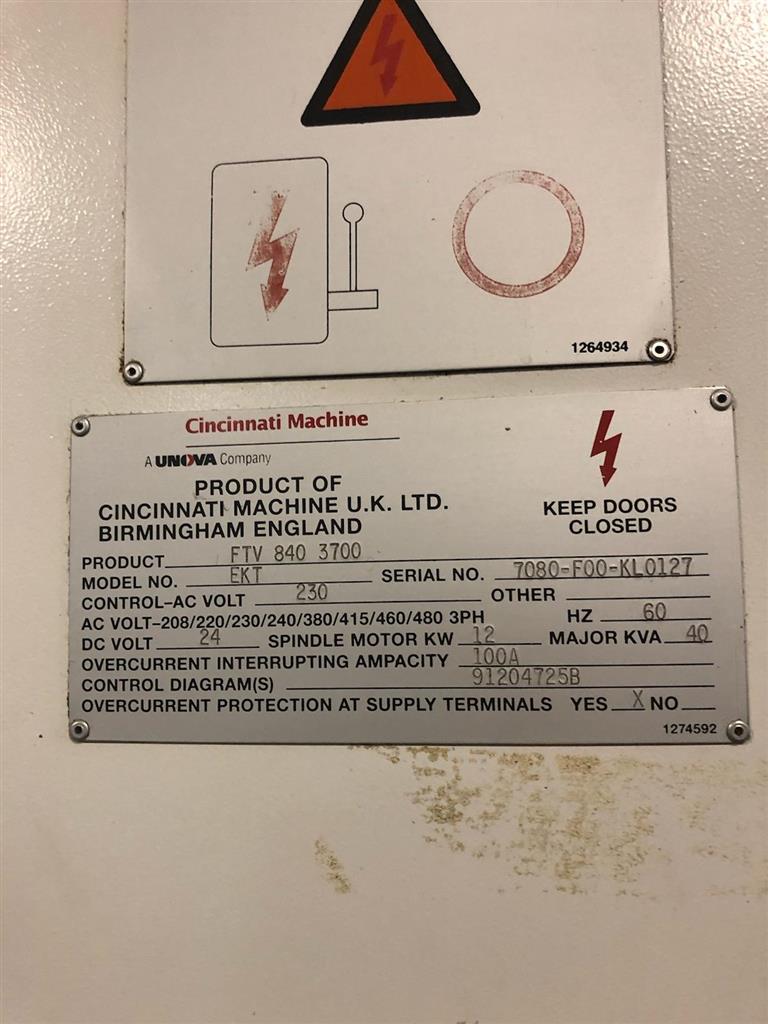 1264934
Cincinnati Machine
A UNOVA Company
PRODUCT OF
CINCINNATI MACHINE U.K. LTD.
BIRMINGHAM ENGLAND
KEEP DOORS
CLOSED
PRODUCT FTV 840 3700
MODEL NO. EKT SERIAL NO. 7080-F00-KL0127
CONTROL-AC VOLT 230 OTHER
AC VOLT-208/220/230/240/380/415/460/480 3PH HZ 60
DC VOLT 24 SPINDLE MOTOR KW 12 MAJOR KVA 40
OVERCURRENT INTERRUPTING AMPACITY 100A
CONTROL DIAGRAM(S) 91204725B
OVERCURRENT PROTECTION AT SUPPLY TERMINALS YES X NO
1274592